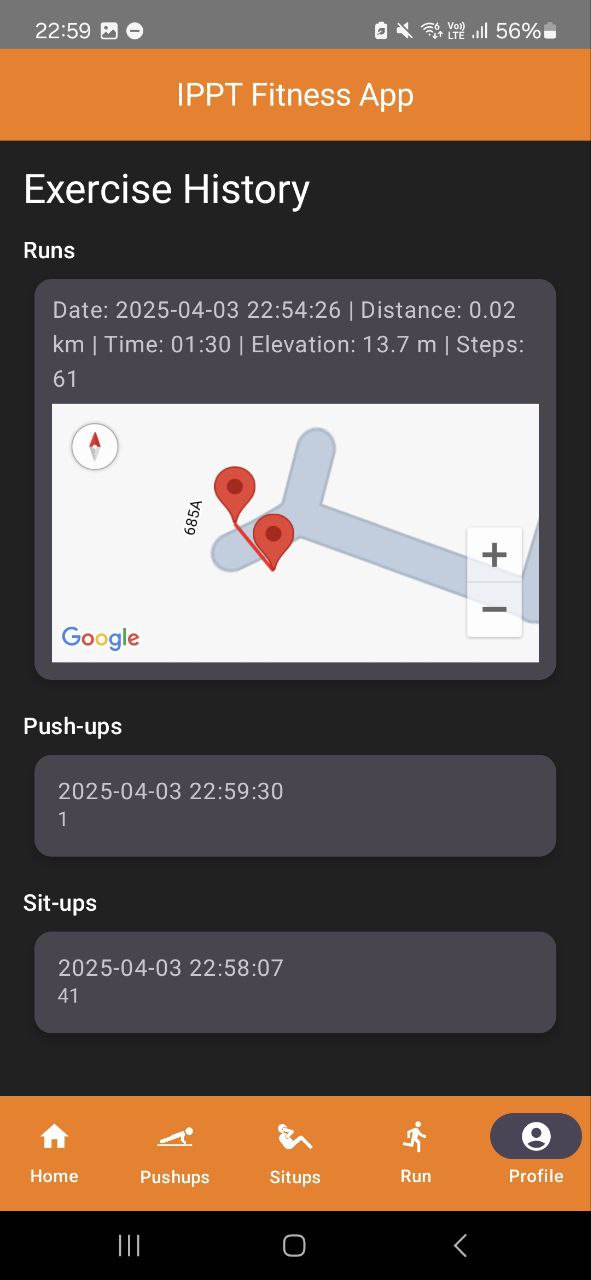 22:59 Vo)) LTE 56%
IPPT Fitness App
Exercise History
Runs
Date: 2025-04-03 22:54:26 | Distance: 0.02
km | Time: 01:30 | Elevation: 13.7 m | Steps:
61
685A
+
−
Google
Push-ups
2025-04-03 22:59:30
1
Sit-ups
2025-04-03 22:58:07
41
Home Pushups Situps Run Profile